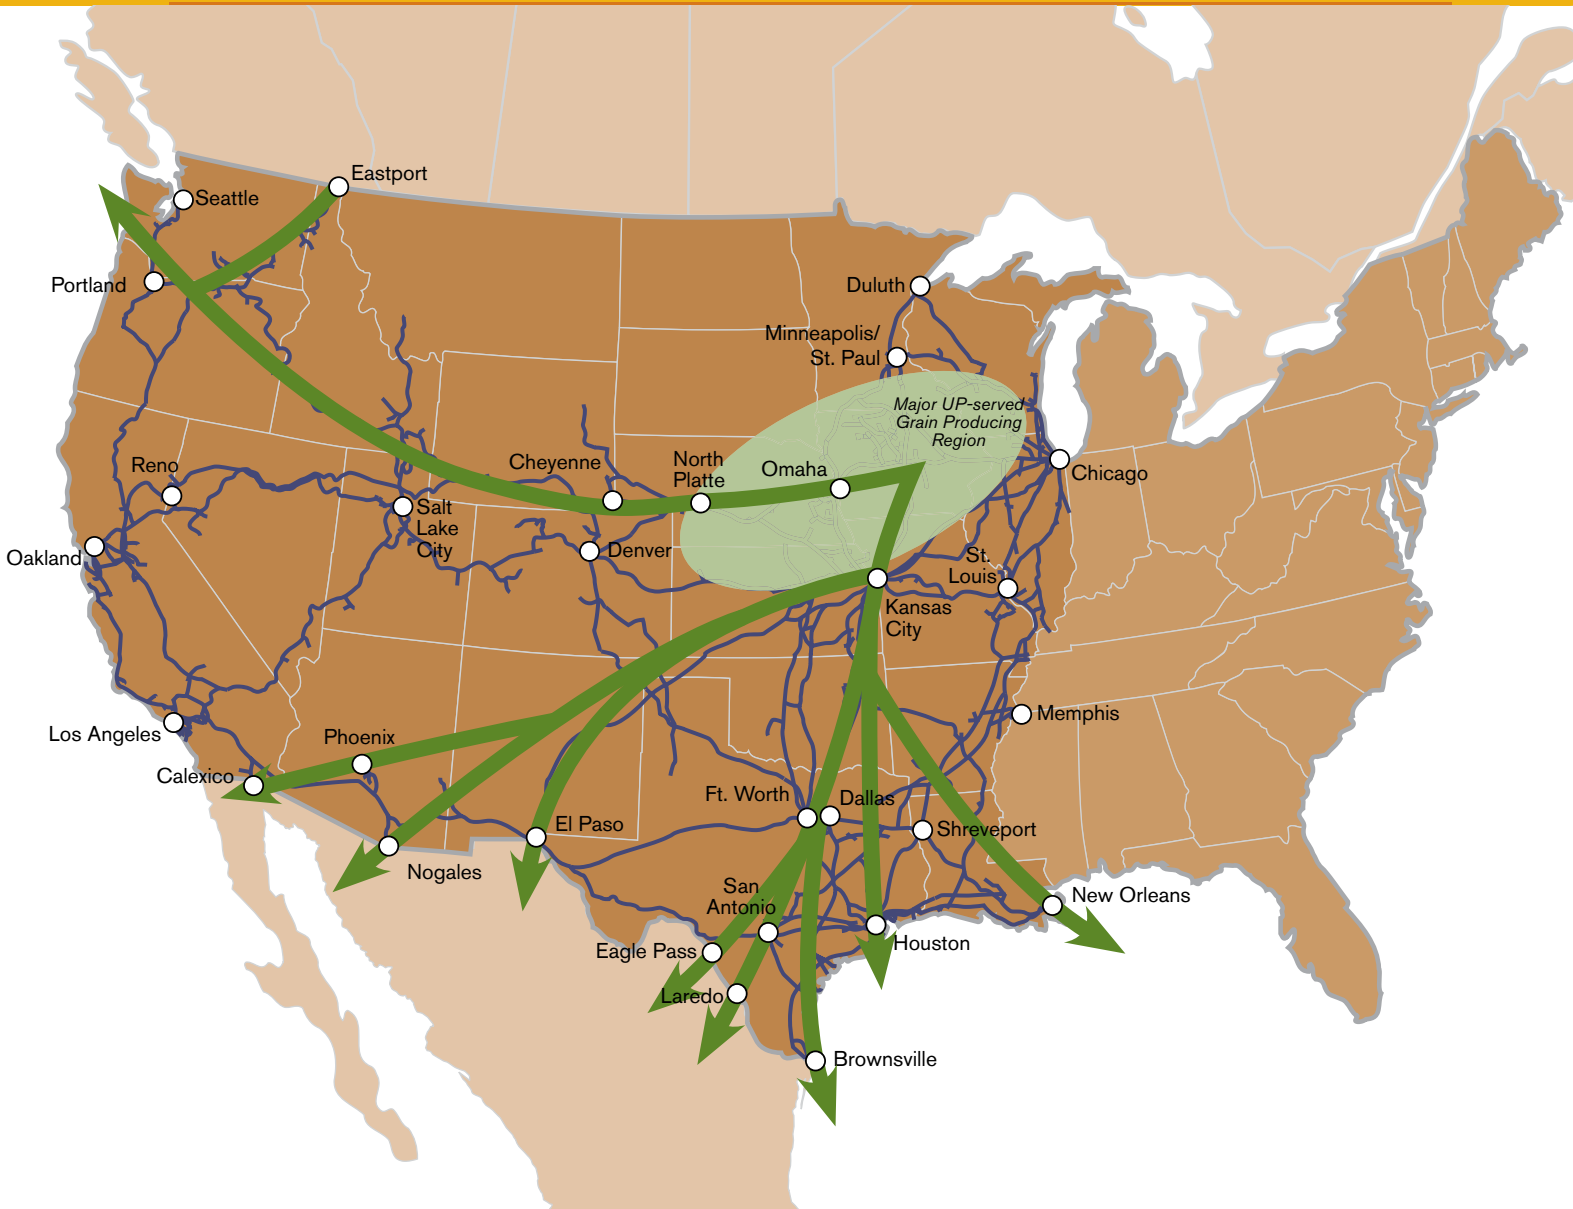 Eastport
Seattle
Portland
Duluth
Minneapolis/
St. Paul
Major UP-served
Grain Producing
Region
Reno
Cheyenne
North
Platte
Omaha
Chicago
Salt
Lake
City
Oakland
Denver
St.
Louis
Kansas
City
Los Angeles
Phoenix
Memphis
Calexico
Ft. Worth
Dallas
El Paso
Shreveport
Nogales
San
Antonio
New Orleans
Eagle Pass
Houston
Laredo
Brownsville